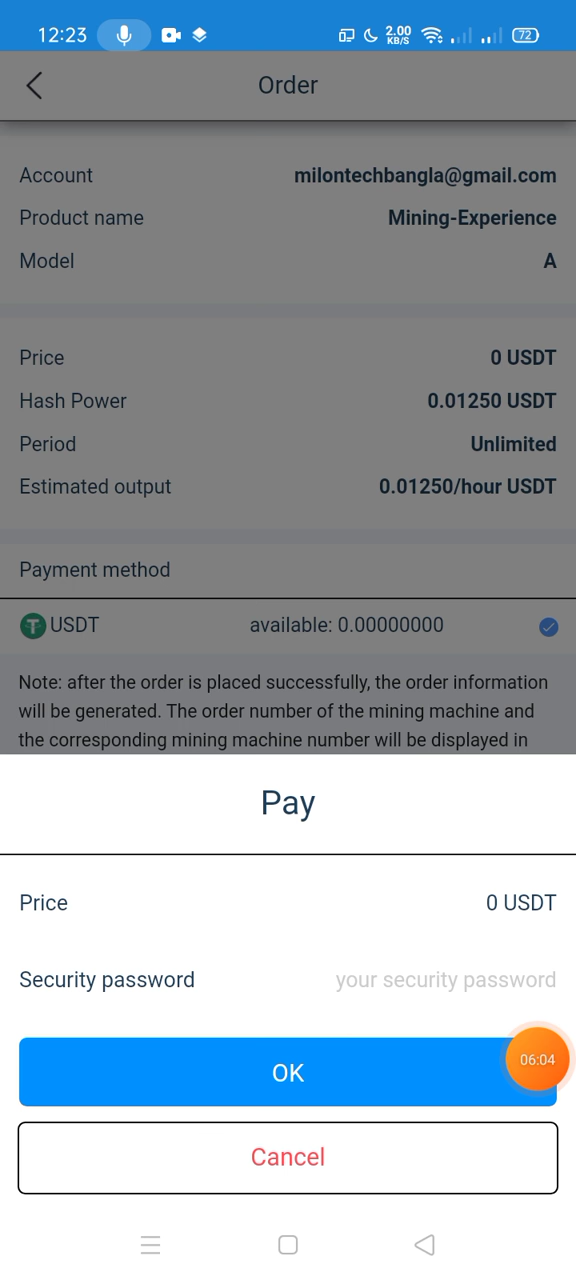 12:23 2.00 KB/S 72
Order
Account milontechbangla@gmail.com
Product name Mining-Experience
Model A
Price 0 USDT
Hash Power 0.01250 USDT
Period Unlimited
Estimated output 0.01250/hour USDT
Payment method
USDT available: 0.00000000
Note: after the order is placed successfully, the order information
will be generated. The order number of the mining machine and
the corresponding mining machine number will be displayed in
Pay
Price 0 USDT
Security password your security password
OK
06:04
Cancel